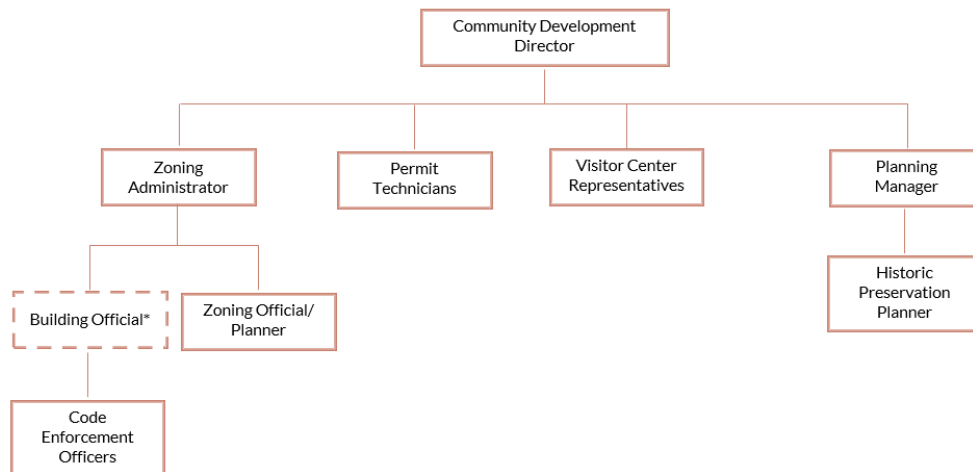 Community Development
Director
Zoning
Administrator
Permit
Technicians
Visitor Center
Representatives
Planning
Manager
Building Official*
Zoning Official/
Planner
Historic
Preservation
Planner
Code
Enforcement
Officers